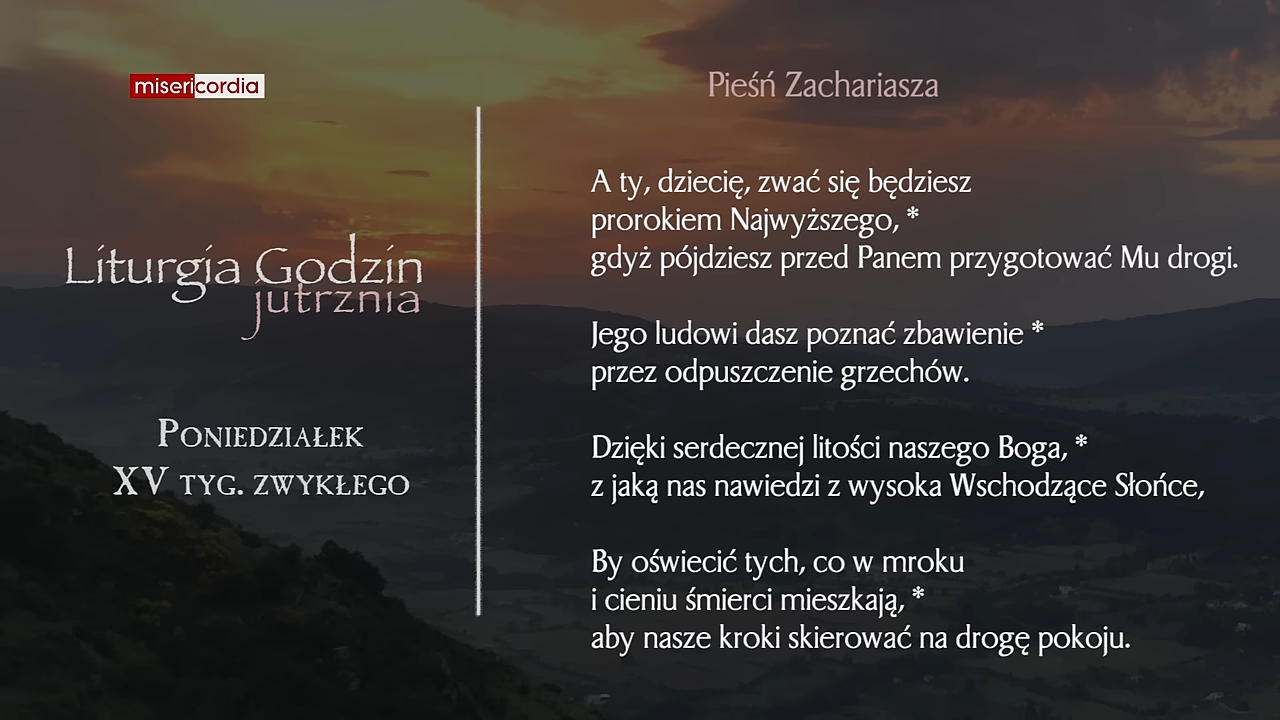 misericordia
Liturgia Godzin
jutrznia
Poniedziałek
XV tyg. zwykłego
Pieśń Zachariasza
A ty, dziecię, zwać się będziesz
prorokiem Najwyższego, *
gdyż pójdziesz przed Panem przygotować Mu drogi.
Jego ludowi dasz poznać zbawienie *
przez odpuszczenie grzechów.
Dzięki serdecznej litości naszego Boga, *
z jaką nas nawiedzi z wysoka Wschodzące Słońce,
By oświecić tych, co w mroku
i cieniu śmierci mieszkają, *
aby nasze kroki skierować na drogę pokoju.